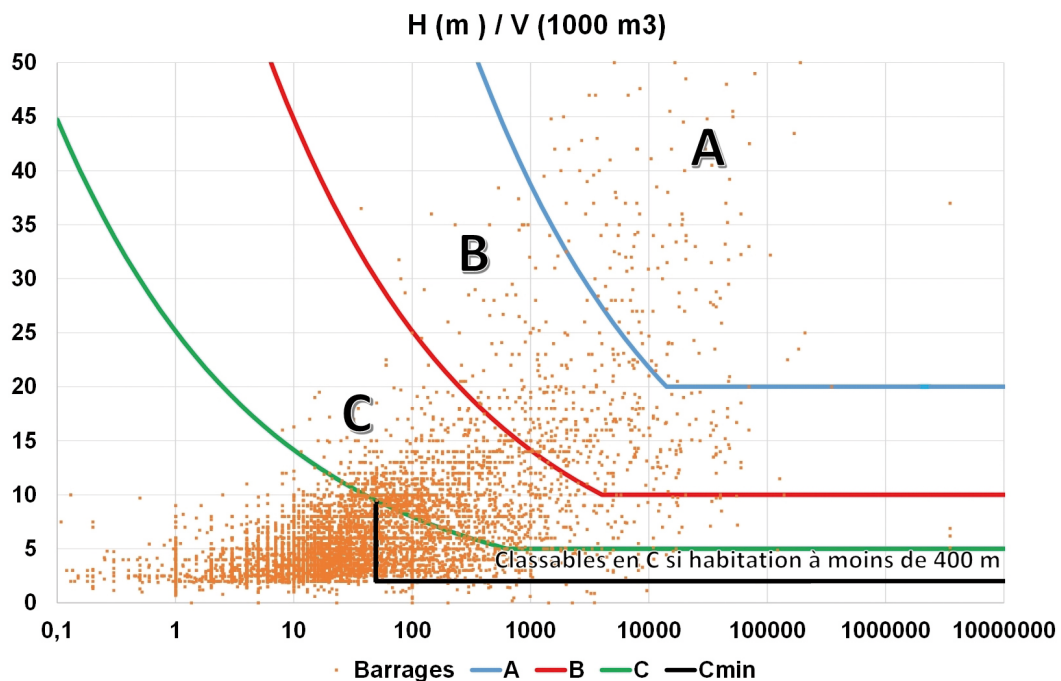 H (m ) / V (1000 m3)
50
45
40
35
30
25
20
15
10
5
0
A
B
C
Classables en C si habitation à moins de 400 m
0,1 1 10 100 1000 10000 100000 1000000 10000000
Barrages A B C Cmin